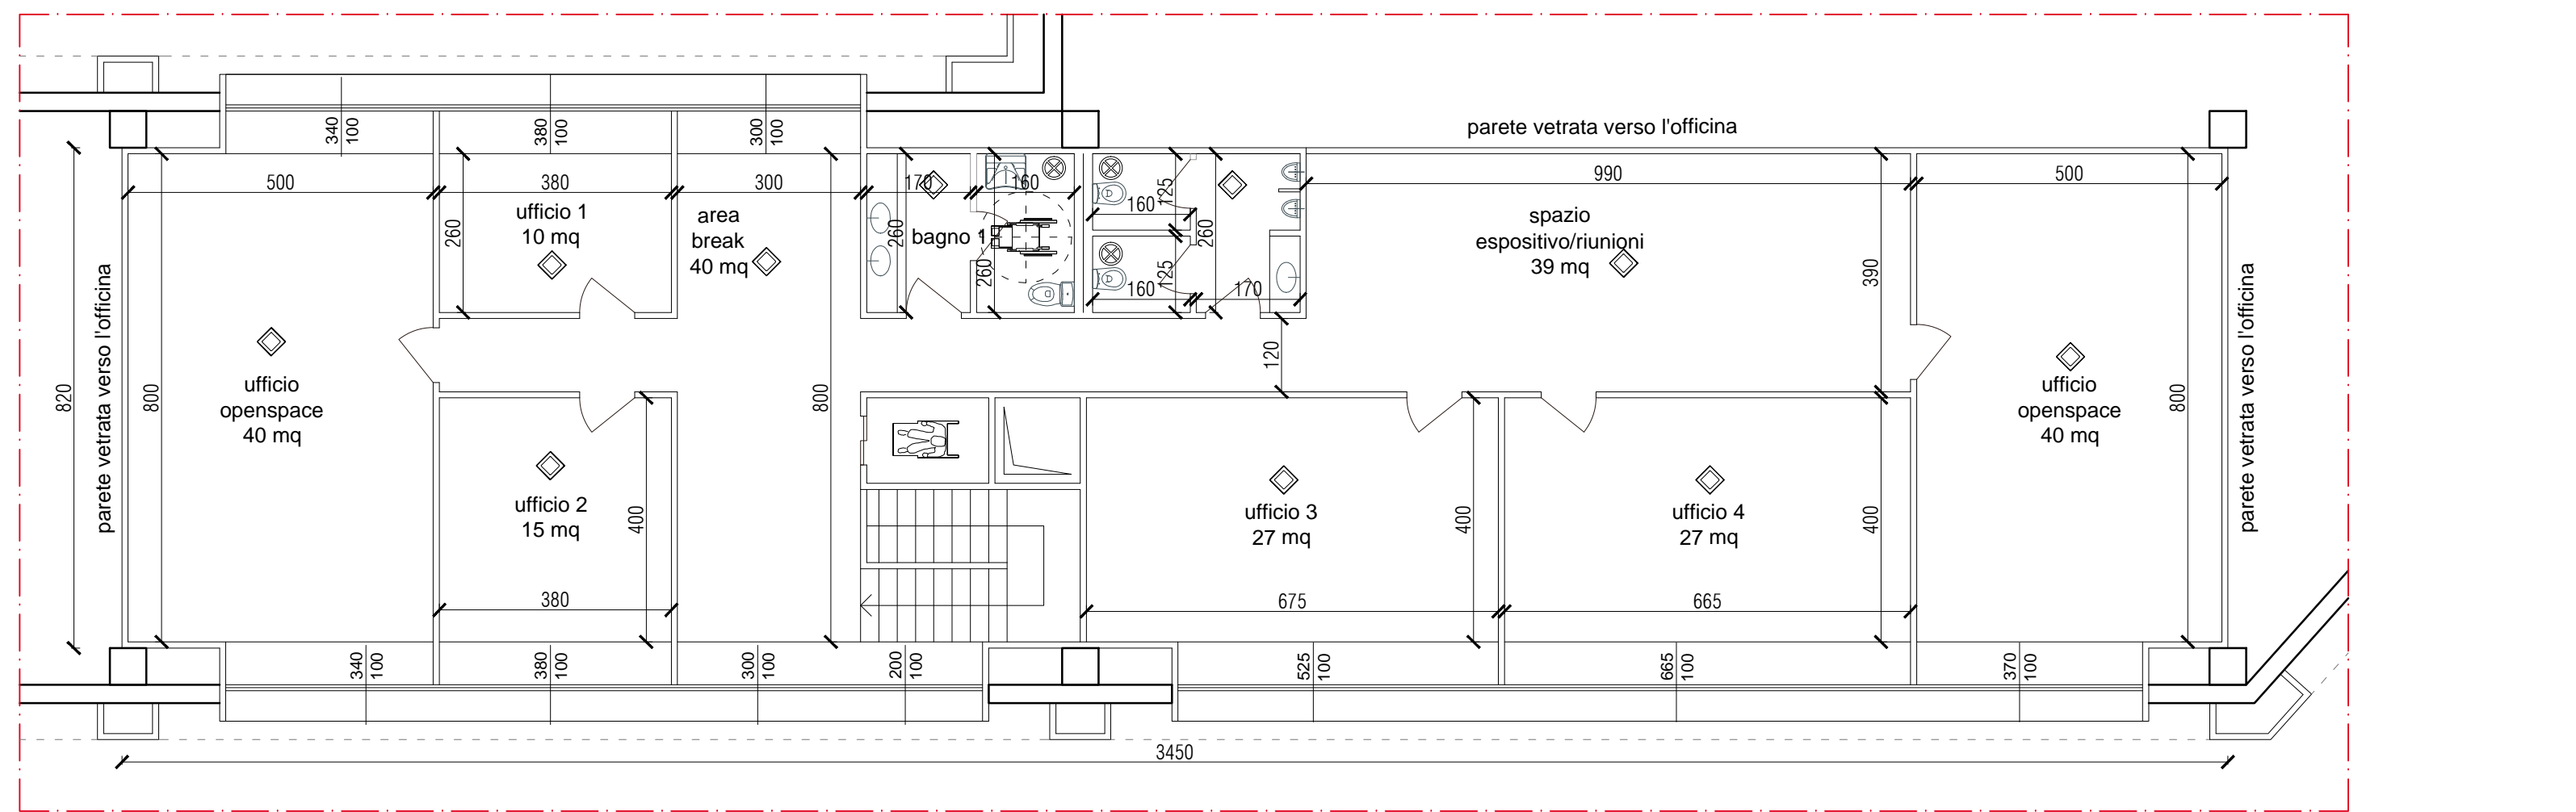 parete vetrata verso l'officina
340
100
380
100
300
100
500
380
300
170
160
160
125
260
990
500
ufficio 1
10 mq
260
area
break
40 mq
260
bagno 1
260
160
125
170
spazio
espositivo/riunioni
39 mq
390
parete vetrata verso l'officina
820
800
ufficio
openspace
40 mq
800
120
ufficio
openspace
40 mq
800
parete vetrata verso l'officina
ufficio 2
15 mq
400
380
ufficio 3
27 mq
400
675
ufficio 4
27 mq
400
665
340
100
380
100
300
100
200
100
525
100
665
100
370
100
3450